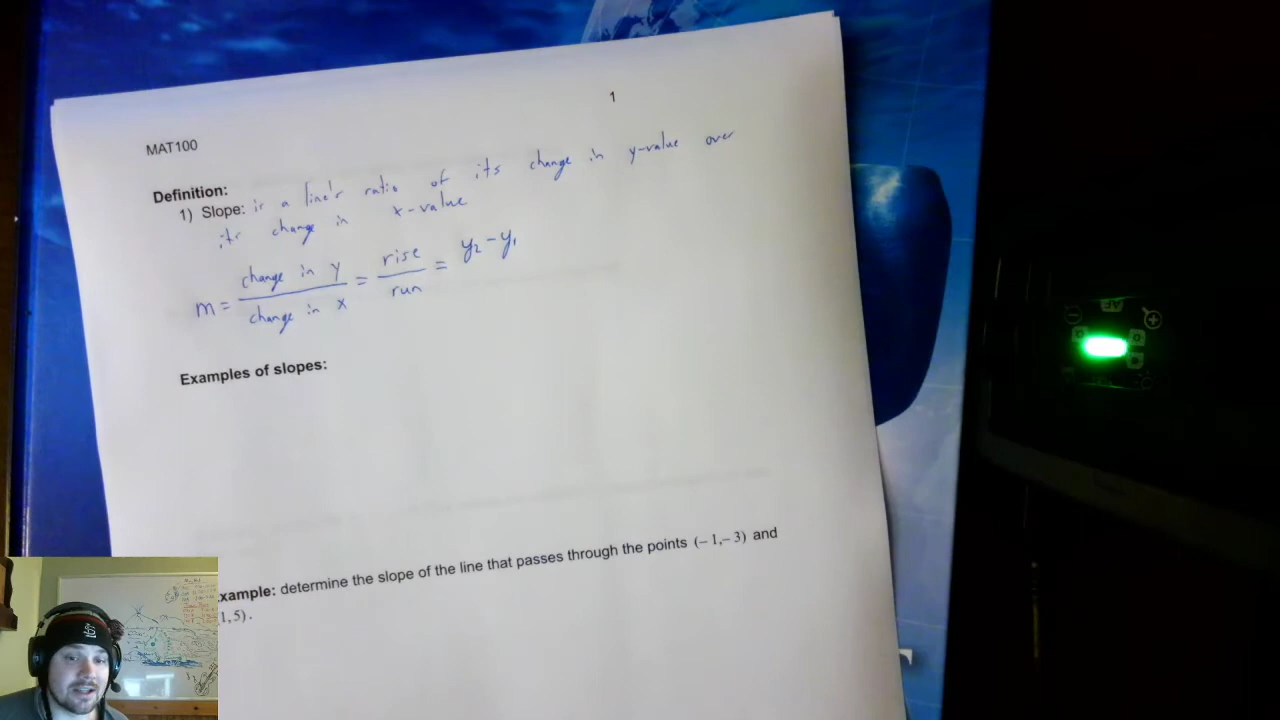 1
MAT100
Definition:
1) Slope: is a line's ratio of its change in y-value over
its change in x-value
m = change in y / change in x = rise / run = y₂ - y₁
Examples of slopes:
xample: determine the slope of the line that passes through the points (−1,−3) and
1,5).
AF